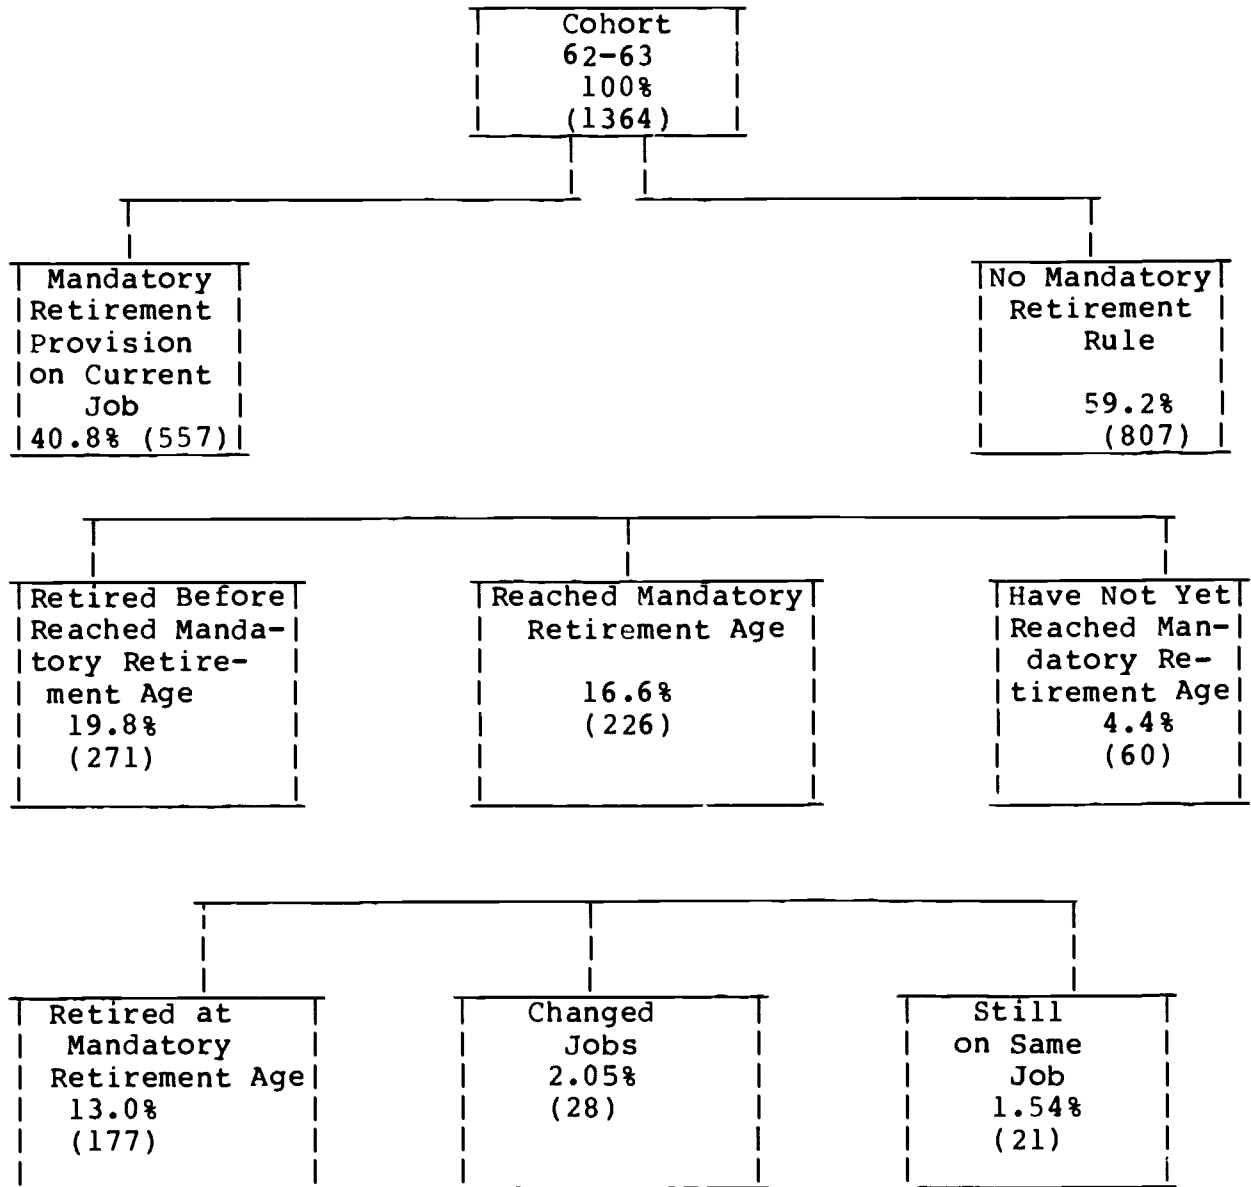 Cohort
62-63
100%
(1364)
Mandatory
Retirement
Provision
on Current
Job
40.8% (557)
No Mandatory
Retirement
Rule
59.2%
(807)
Retired Before
Reached Manda-
tory Retire-
ment Age
19.8%
(271)
Reached Mandatory
Retirement Age
16.6%
(226)
Have Not Yet
Reached Man-
datory Re-
tirement Age
4.4%
(60)
Retired at
Mandatory
Retirement Age
13.0%
(177)
Changed
Jobs
2.05%
(28)
Still
on Same
Job
1.54%
(21)